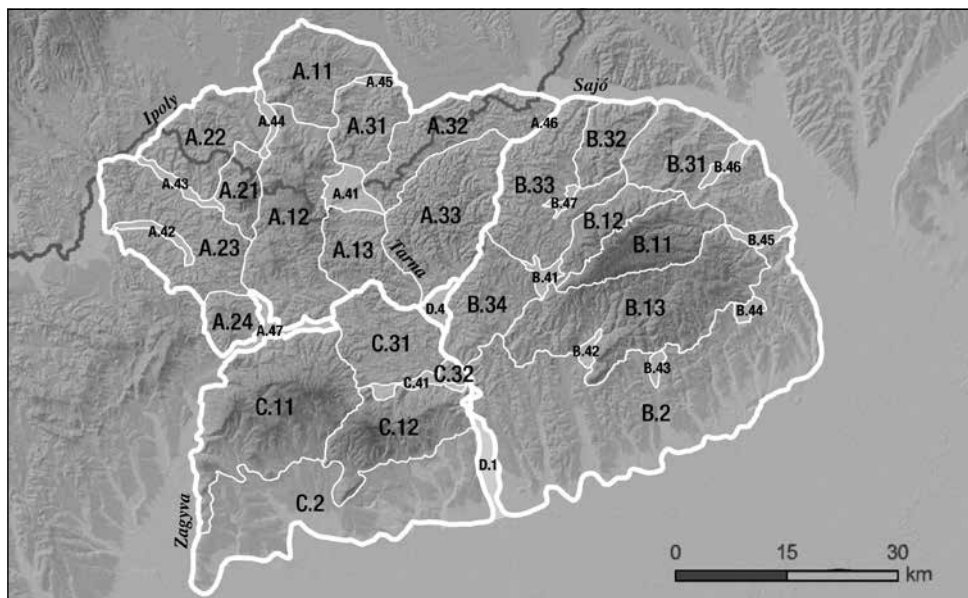 A.11
A.45
Sajó
Ipoly
A.44
A.31
A.32
A.46
A.22
B.32
B.31
B.46
A.43
A.21
A.41
B.33
B.47
A.12
A.33
B.12
A.42
A.23
A.13
Tarna
B.11
B.45
B.41
A.24
A.47
D.4
B.34
B.13
B.44
C.31
C.32
C.41
B.42
B.43
C.11
C.12
B.2
D.1
C.2
Zagyva
0 15 30
km